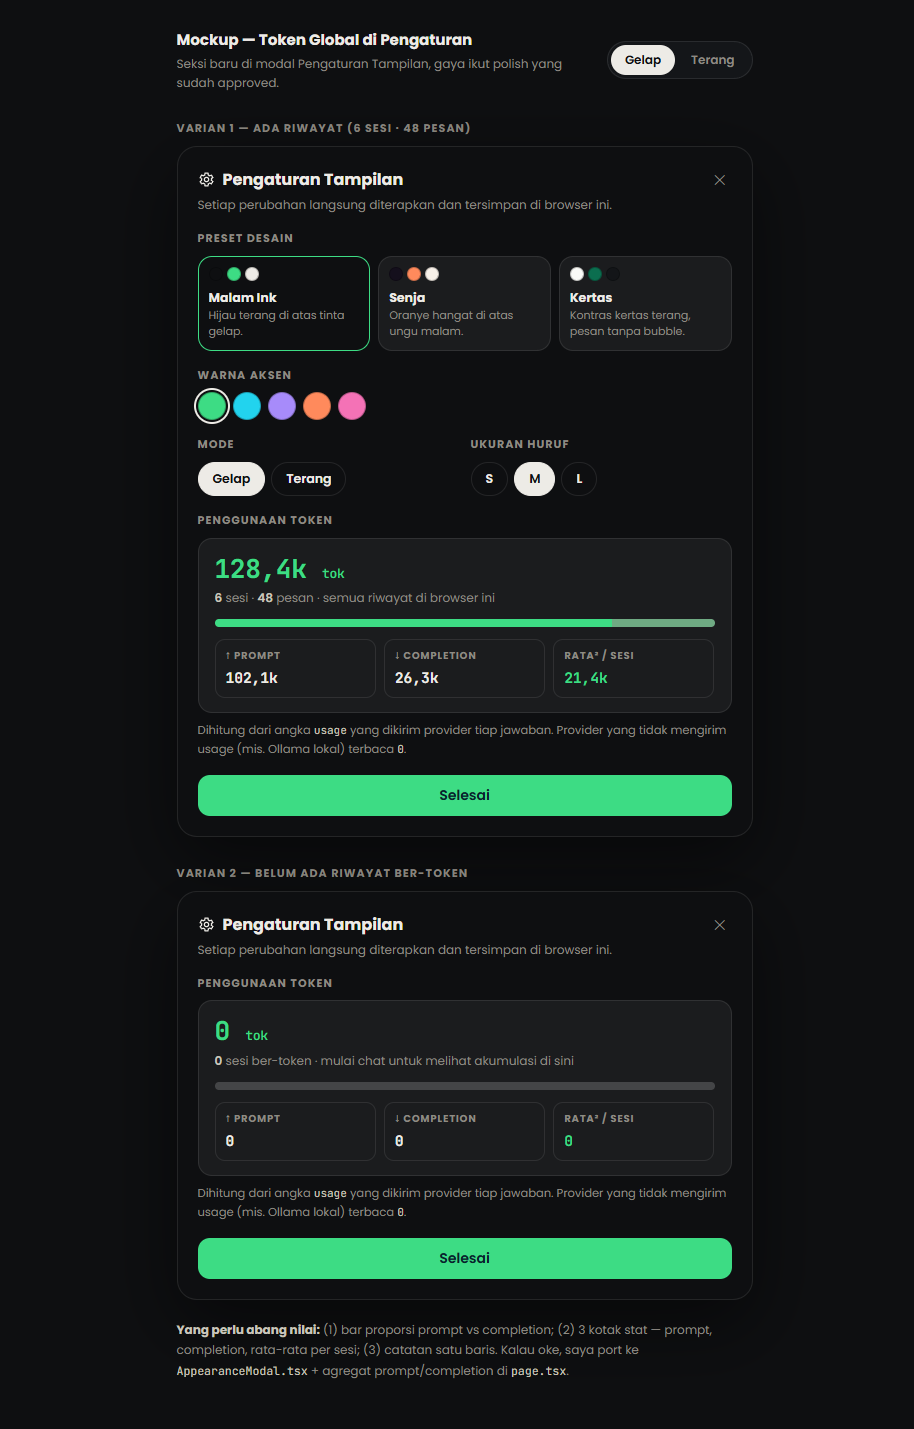 Mockup — Token Global di Pengaturan
Seksi baru di modal Pengaturan Tampilan, gaya ikut polish yang
sudah approved.
Gelap
Terang
VARIAN 1 — ADA RIWAYAT (6 SESI · 48 PESAN)
Pengaturan Tampilan
Setiap perubahan langsung diterapkan dan tersimpan di browser ini.
PRESET DESAIN
Malam Ink
Hijau terang di atas tinta
gelap.
Senja
Oranye hangat di atas
ungu malam.
Kertas
Kontras kertas terang,
pesan tanpa bubble.
WARNA AKSEN
MODE
Gelap
Terang
UKURAN HURUF
S
M
L
PENGGUNAAN TOKEN
128,4k tok
6 sesi · 48 pesan · semua riwayat di browser ini
↑ PROMPT
102,1k
↓ COMPLETION
26,3k
RATA² / SESI
21,4k
Dihitung dari angka usage yang dikirim provider tiap jawaban. Provider yang tidak mengirim
usage (mis. Ollama lokal) terbaca 0.
Selesai
VARIAN 2 — BELUM ADA RIWAYAT BER-TOKEN
Pengaturan Tampilan
Setiap perubahan langsung diterapkan dan tersimpan di browser ini.
PENGGUNAAN TOKEN
0 tok
0 sesi ber-token · mulai chat untuk melihat akumulasi di sini
↑ PROMPT
0
↓ COMPLETION
0
RATA² / SESI
0
Dihitung dari angka usage yang dikirim provider tiap jawaban. Provider yang tidak mengirim
usage (mis. Ollama lokal) terbaca 0.
Selesai
Yang perlu abang nilai: (1) bar proporsi prompt vs completion; (2) 3 kotak stat — prompt,
completion, rata-rata per sesi; (3) catatan satu baris. Kalau oke, saya port ke
AppearanceModal.tsx + agregat prompt/completion di page.tsx.